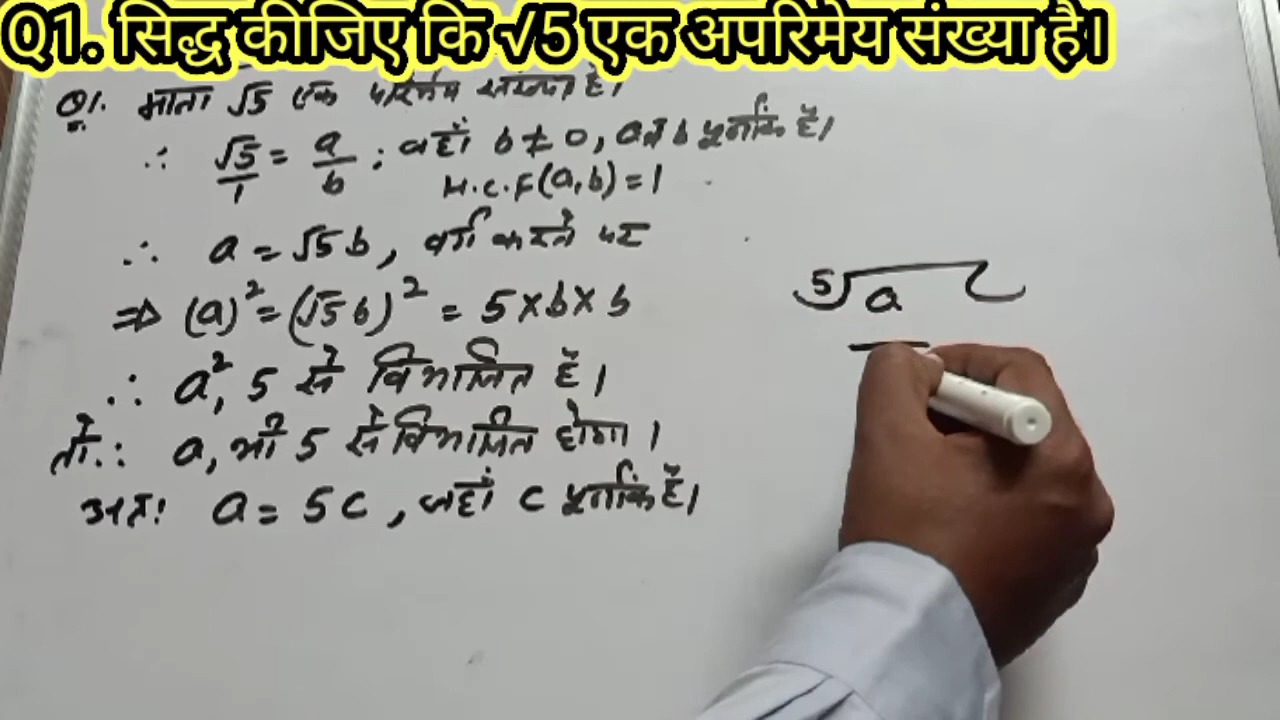 Q1. सिद्ध कीजिए कि √5 एक अपरिमेय संख्या है।
Q1. माना √5 एक परिमेय संख्या है।
∴ √5/1 = a/b ; जहाँ b ≠ 0, a व b पूर्णांक हैं।
H.C.F(a,b) = 1
∴ a = √5 b, वर्ग करने पर
⇒ (a)² = (√5 b)² = 5 × b × b
∴ a², 5 से विभाजित है।
तो ∴ a, भी 5 से विभाजित होगा।
अतः a = 5c, जहाँ c पूर्णांक है।
5 a